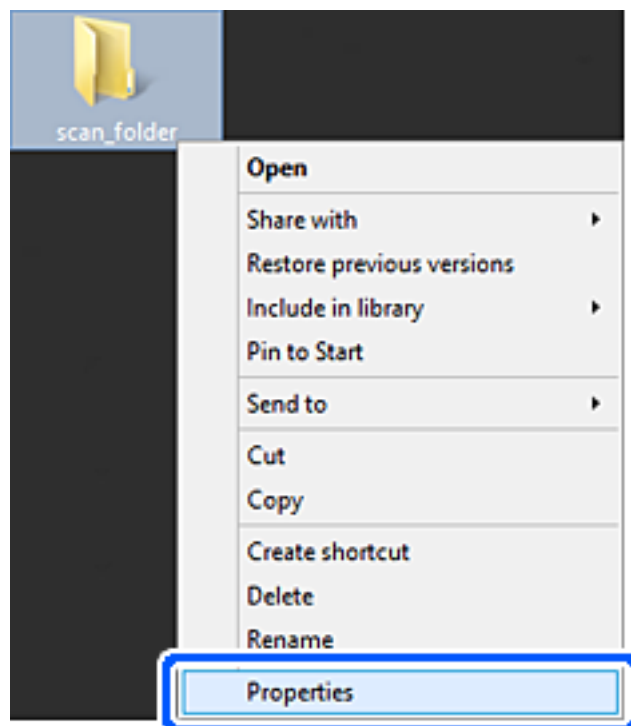 scan_folder
Open
Share with
Restore previous versions
Include in library
Pin to Start
Send to
Cut
Copy
Create shortcut
Delete
Rename
Properties